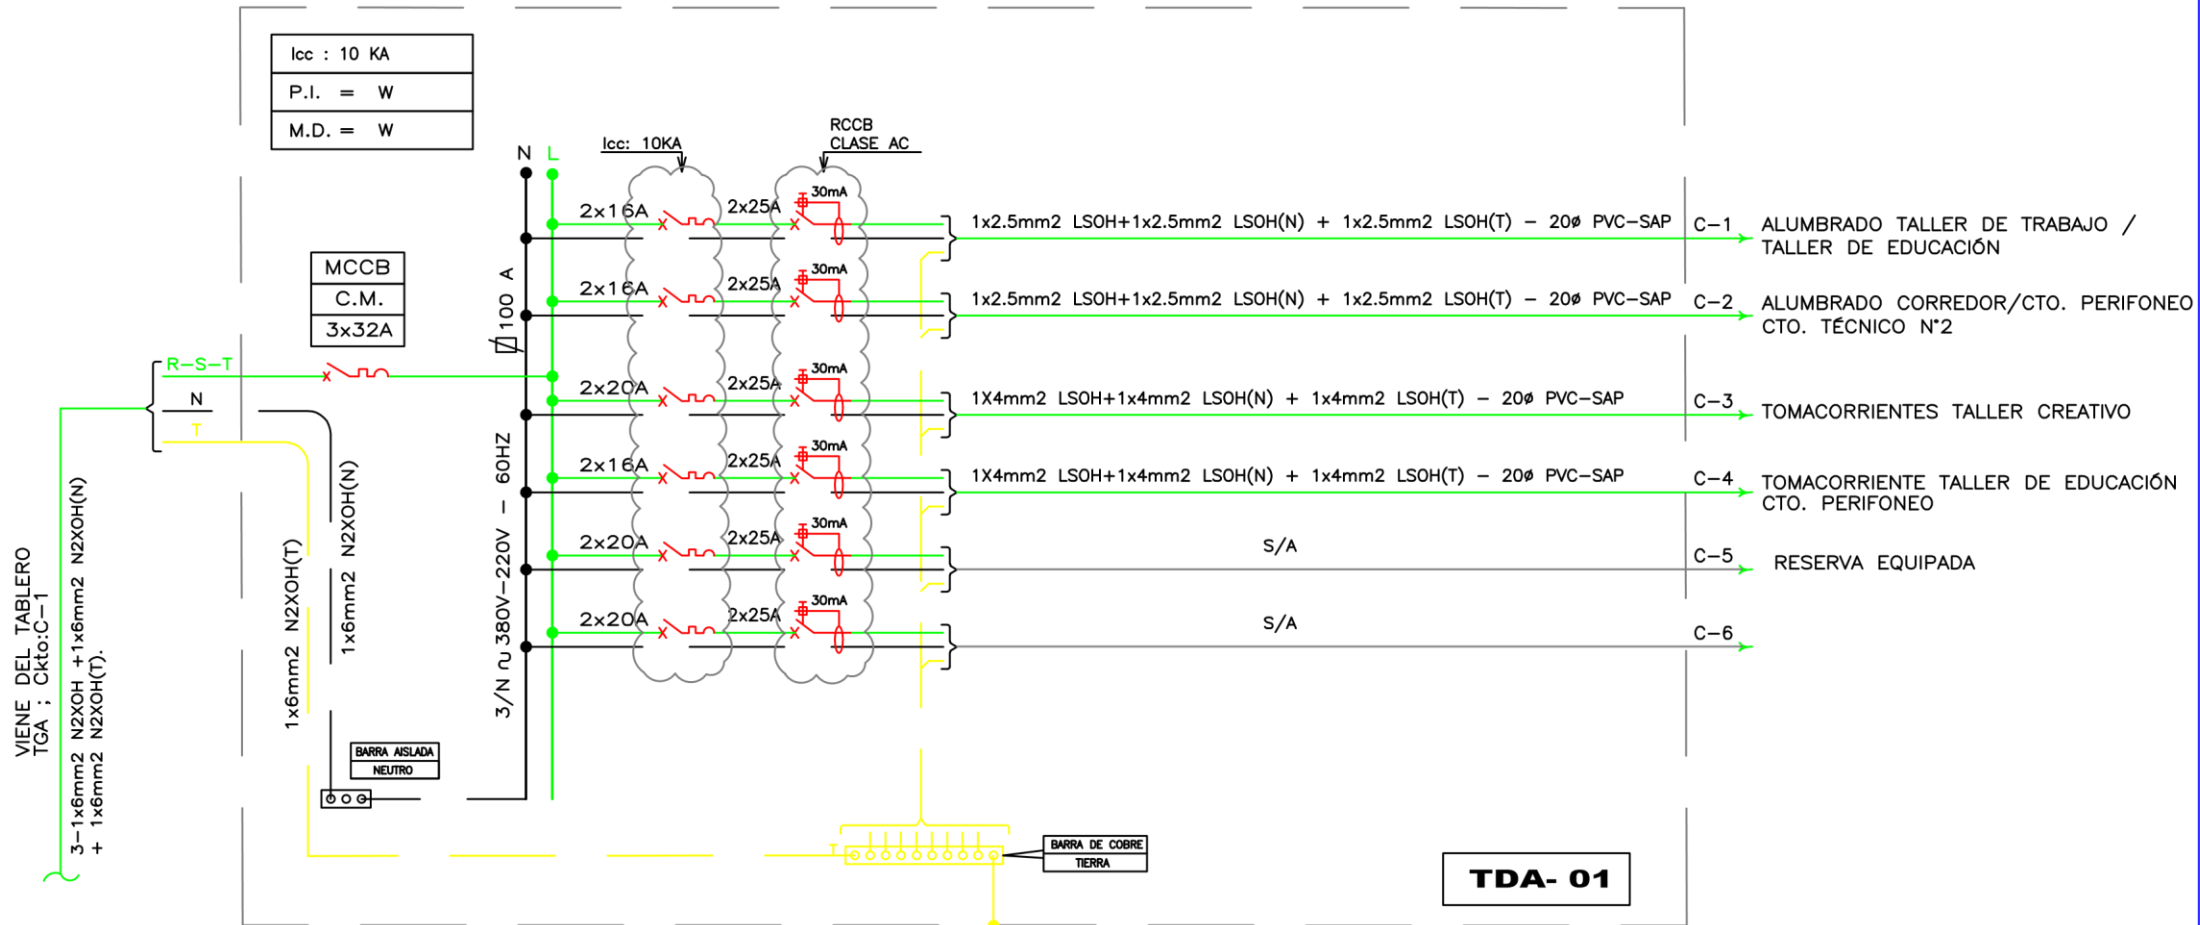 Icc : 10 KA
P.I. = W
M.D. = W
MCCB
C.M.
3x32A
R-S-T
N
T
VIENE DEL TABLERO
TGA ; Ckto:C-1
3-1x6mm2 N2XOH +1x6mm2 N2XOH(N)
+ 1x6mm2 N2XOH(T).
1x6mm2 N2XOH(T)
1x6mm2 N2XOH(N)
BARRA AISLADA
NEUTRO
N L
100 A
3/N ∩∪ 380V-220V - 60HZ
Icc: 10KA
RCCB
CLASE AC
2x16A 2x25A 30mA
1x2.5mm2 LSOH+1x2.5mm2 LSOH(N) + 1x2.5mm2 LSOH(T) - 20ø PVC-SAP
C-1
ALUMBRADO TALLER DE TRABAJO /
TALLER DE EDUCACIÓN
2x16A 2x25A 30mA
1x2.5mm2 LSOH+1x2.5mm2 LSOH(N) + 1x2.5mm2 LSOH(T) - 20ø PVC-SAP
C-2
ALUMBRADO CORREDOR/CTO. PERIFONEO
CTO. TÉCNICO N°2
2x20A 2x25A 30mA
1X4mm2 LSOH+1x4mm2 LSOH(N) + 1x4mm2 LSOH(T) - 20ø PVC-SAP
C-3
TOMACORRIENTES TALLER CREATIVO
2x16A 2x25A 30mA
1X4mm2 LSOH+1x4mm2 LSOH(N) + 1x4mm2 LSOH(T) - 20ø PVC-SAP
C-4
TOMACORRIENTE TALLER DE EDUCACIÓN
CTO. PERIFONEO
2x20A 2x25A 30mA
S/A
C-5
RESERVA EQUIPADA
2x20A 2x25A 30mA
S/A
C-6
T
BARRA DE COBRE
TIERRA
TDA- 01